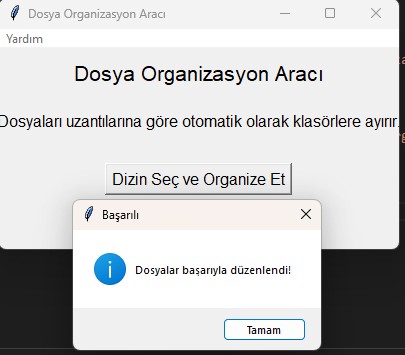 Dosya Organizasyon Aracı
Yardım
Dosya Organizasyon Aracı
Dosyaları uzantılarına göre otomatik olarak klasörlere ayırır.
Dizin Seç ve Organize Et
Başarılı
Dosyalar başarıyla düzenlendi!
Tamam